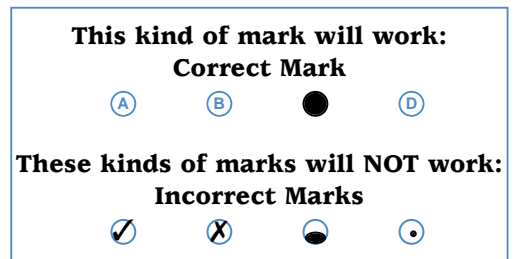 This kind of mark will work:
Correct Mark
A B D
These kinds of marks will NOT work:
Incorrect Marks